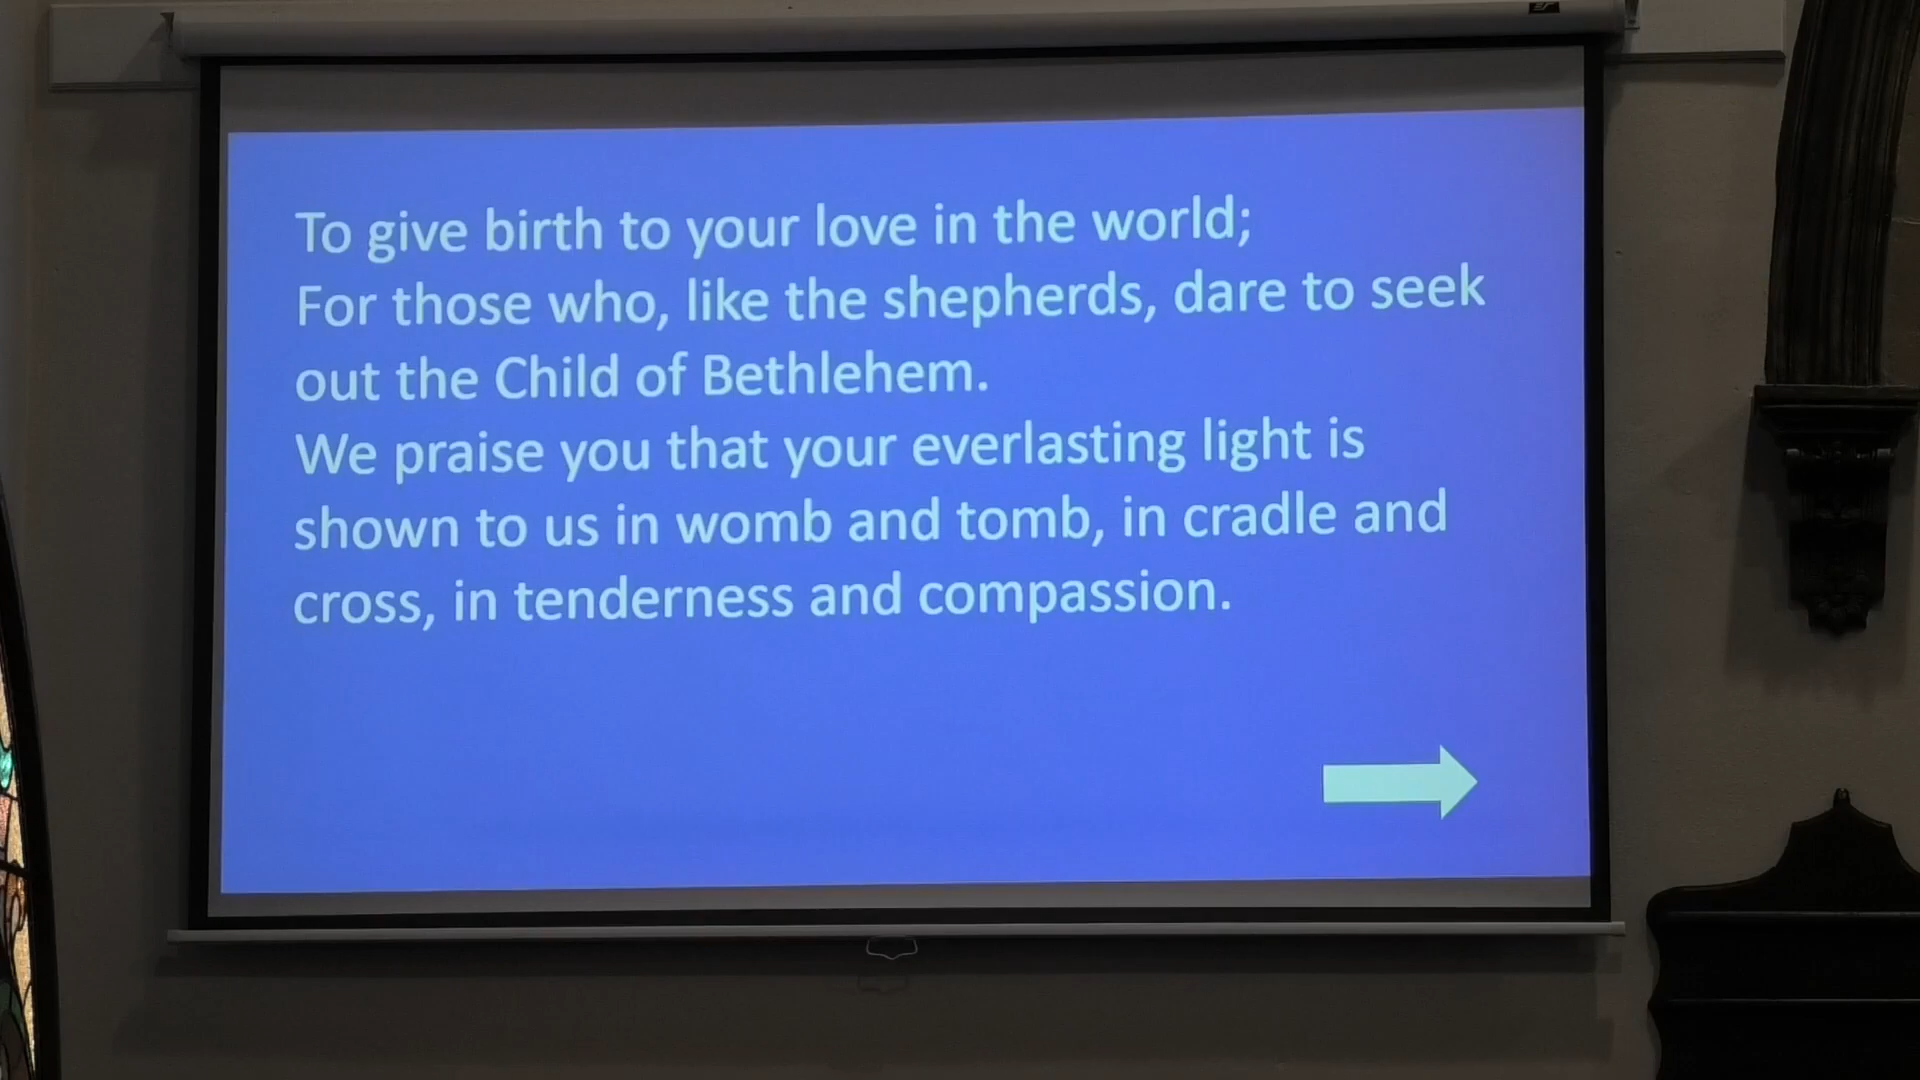 To give birth to your love in the world;
For those who, like the shepherds, dare to seek
out the Child of Bethlehem.
We praise you that your everlasting light is
shown to us in womb and tomb, in cradle and
cross, in tenderness and compassion.